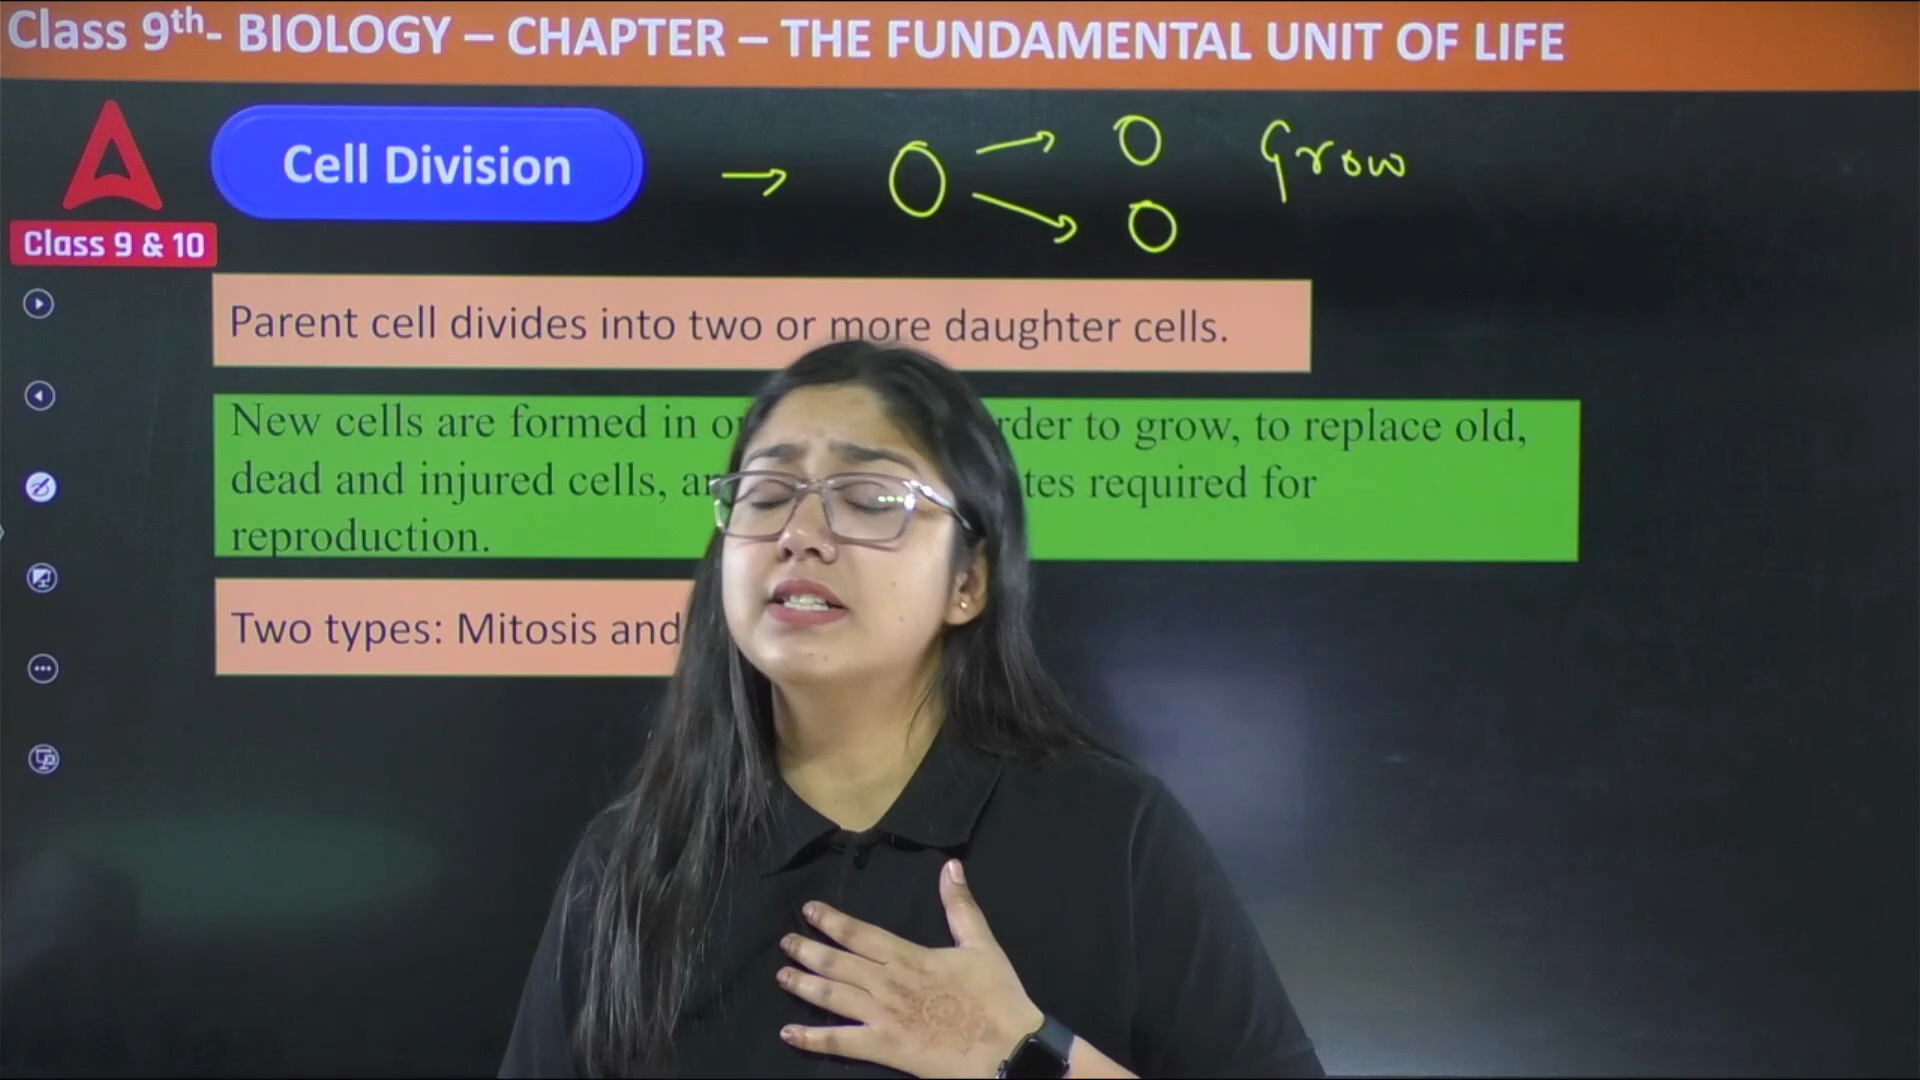 Class 9th- BIOLOGY – CHAPTER – THE FUNDAMENTAL UNIT OF LIFE
Cell Division
Grow
Class 9 & 10
Parent cell divides into two or more daughter cells.
New cells are formed in to grow, to replace old,
dead and injured cells, required for
reproduction.
Two types: Mitosis and